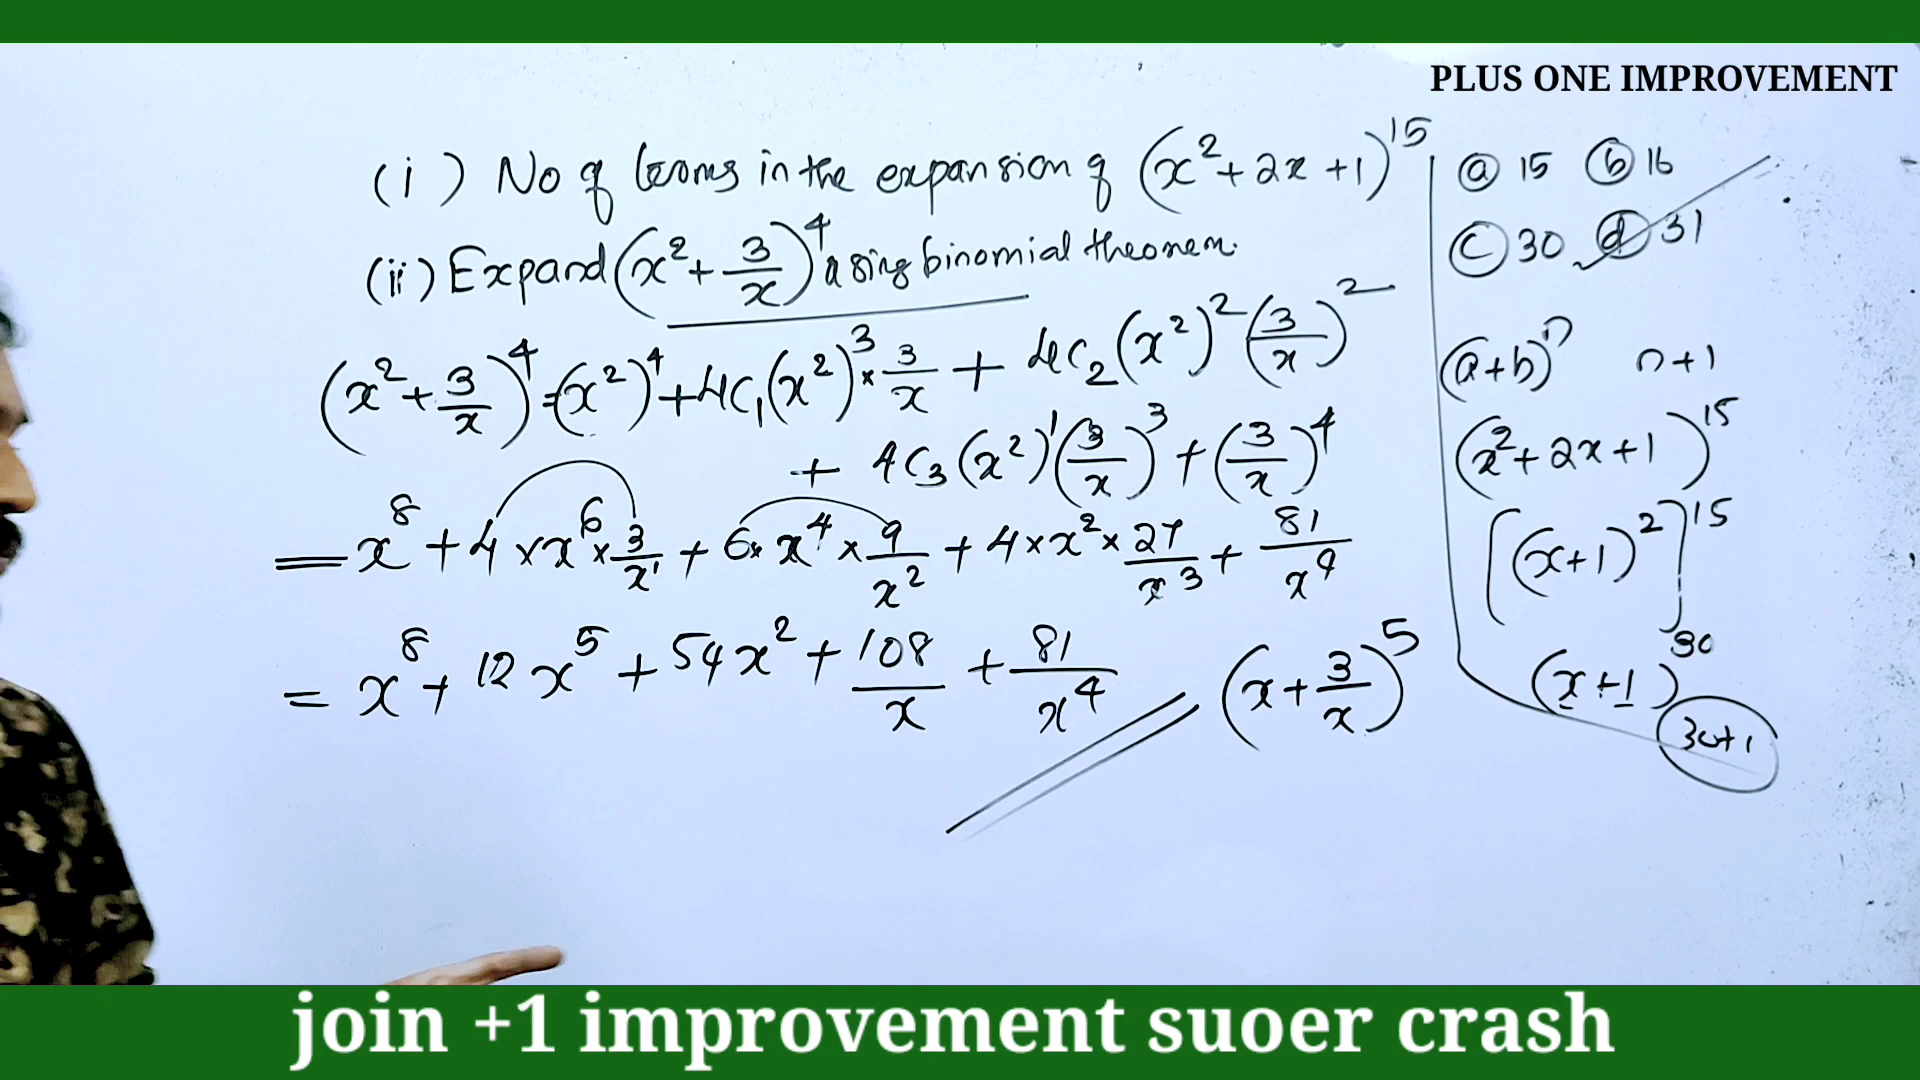 PLUS ONE IMPROVEMENT
(i) No of terms in the expansion of (x²+2x+1)¹⁵
(ii) Expand (x²+3/x)⁴ using binomial theorem.
(x²+3/x)⁴=(x²)⁴+4C₁(x²)³×3/x+4C₂(x²)²(3/x)²
+4C₃(x²)¹(3/x)³+(3/x)⁴
=x⁸+4×x⁶×3/x¹+6×x⁴×9/x²+4×x²×27/x³+81/x⁴
=x⁸+12x⁵+54x²+108/x+81/x⁴
(x+3/x)⁵
ⓐ 15 ⓑ 16
ⓒ 30 ⓓ 31
(a+b)ⁿ n+1
(x²+2x+1)¹⁵
[(x+1)²]¹⁵
(x+1)³⁰
30+1
join +1 improvement suoer crash